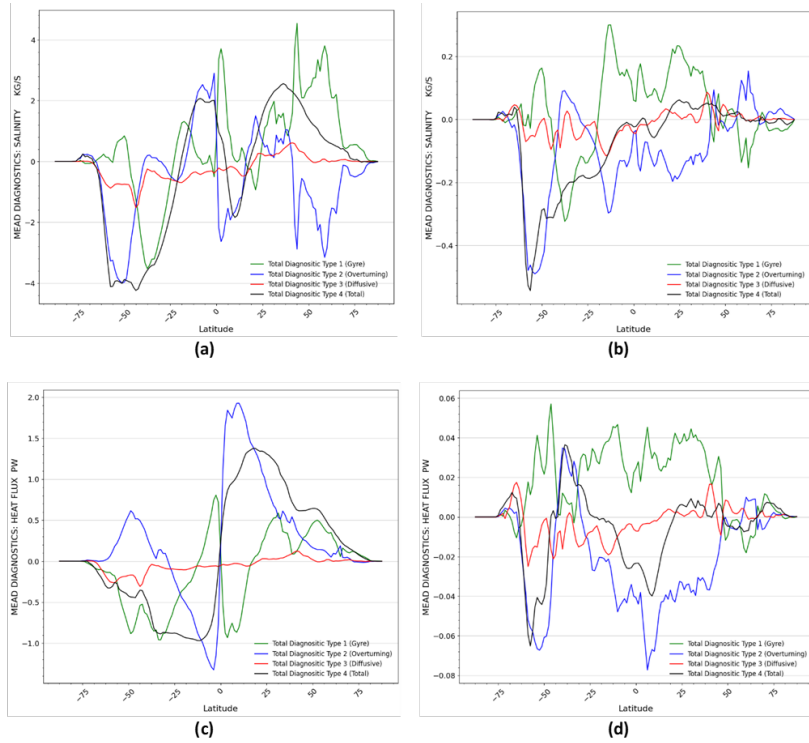 MEAD DIAGNOSTICS: SALINITY KG/S
4
2
0
−2
−4
−75
−50
−25
0
25
50
75
Latitude
Total Diagnositic Type 1 (Gyre)
Total Diagnositic Type 2 (Overturning)
Total Diagnositic Type 3 (Diffusive)
Total Diagnositic Type 4 (Total)
(a)
MEAD DIAGNOSTICS: SALINITY KG/S
0.2
0.0
−0.2
−0.4
−75
−50
−25
0
25
50
75
Latitude
Total Diagnositic Type 1 (Gyre)
Total Diagnositic Type 2 (Overturning)
Total Diagnositic Type 3 (Diffusive)
Total Diagnositic Type 4 (Total)
(b)
MEAD DIAGNOSTICS: HEAT FLUX PW
2.0
1.5
1.0
0.5
0.0
−0.5
−1.0
−75
−50
−25
0
25
50
75
Latitude
Total Diagnositic Type 1 (Gyre)
Total Diagnositic Type 2 (Overturning)
Total Diagnositic Type 3 (Diffusive)
Total Diagnositic Type 4 (Total)
(c)
MEAD DIAGNOSTICS: HEAT FLUX PW
0.06
0.04
0.02
0.00
−0.02
−0.04
−0.06
−0.08
−75
−50
−25
0
25
50
75
Latitude
Total Diagnositic Type 1 (Gyre)
Total Diagnositic Type 2 (Overturning)
Total Diagnositic Type 3 (Diffusive)
Total Diagnositic Type 4 (Total)
(d)